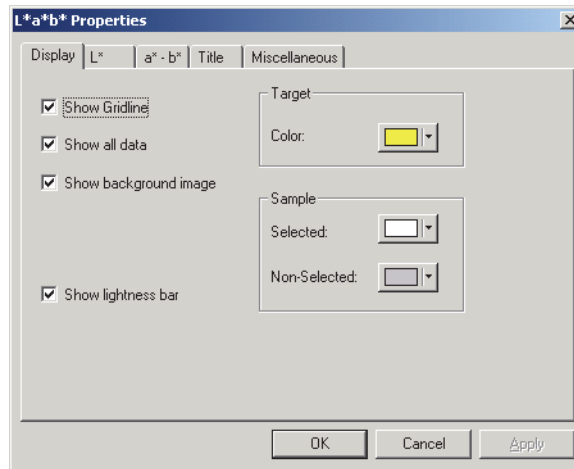 L*a*b* Properties
Display
L*
a* - b*
Title
Miscellaneous
Show Gridline
Show all data
Show background image
Show lightness bar
Target
Color:
Sample
Selected:
Non-Selected:
OK
Cancel
Apply